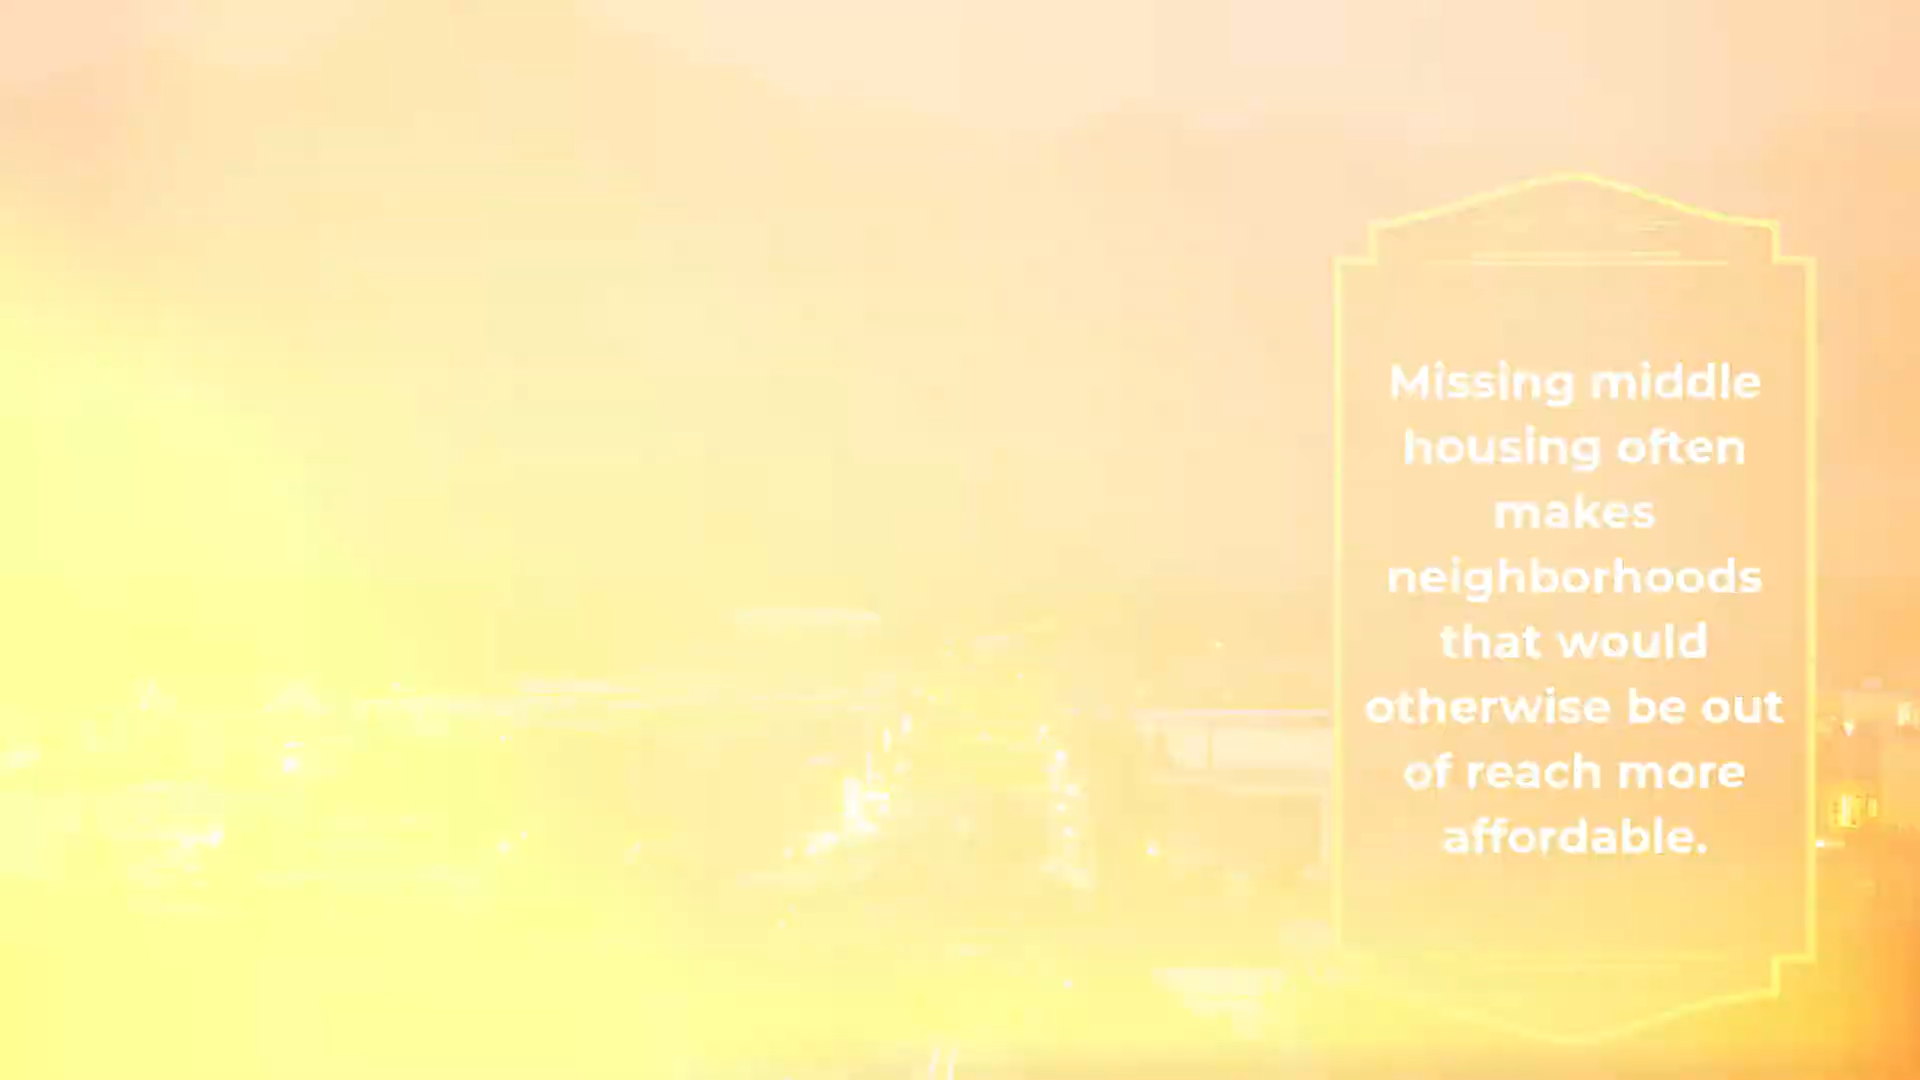 Missing middle
housing often
makes
neighborhoods
that would
otherwise be out
of reach more
affordable.